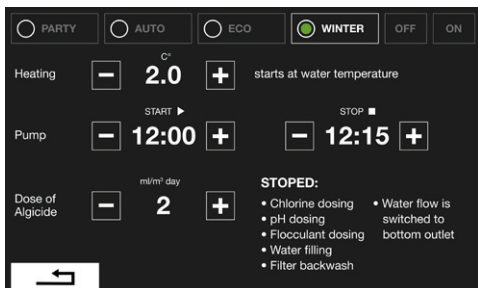 PARTY AUTO ECO WINTER OFF ON
C°
Heating − 2.0 + starts at water temperature
START ▶ STOP ■
Pump − 12:00 + − 12:15 +
ml/m³ day
Dose of
Algicide − 2 +
STOPED:
• Chlorine dosing
• pH dosing
• Flocculant dosing
• Water filling
• Filter backwash
• Water flow is
switched to
bottom outlet